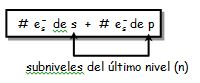 # e⁻ de s + # e⁻ de p
subniveles del último nivel (n)